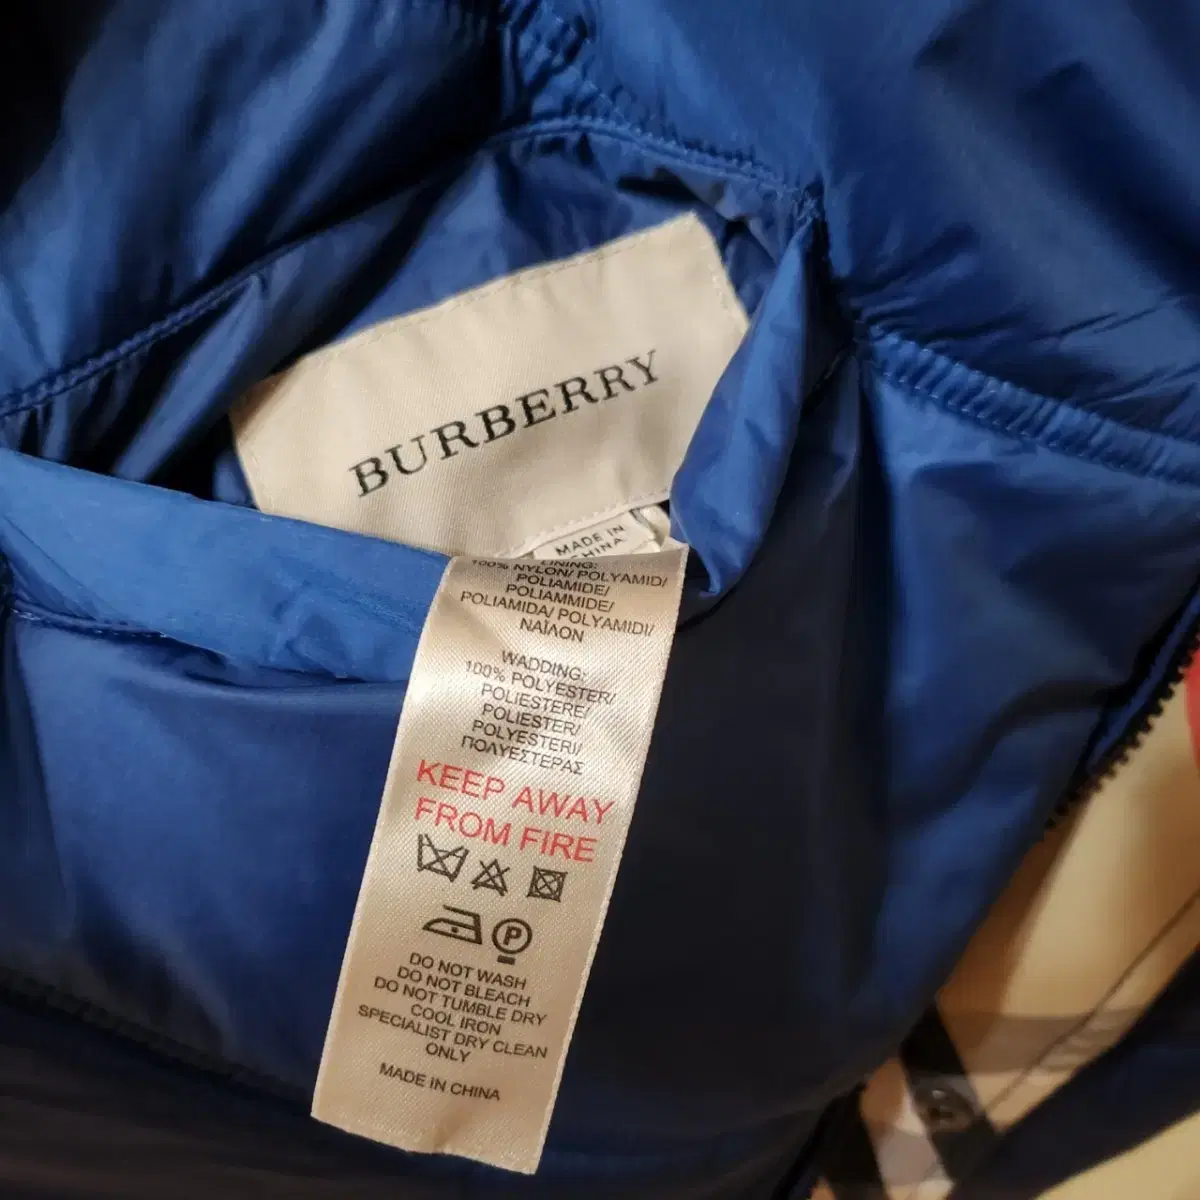 BURBERRY
MADE IN
CHINA
LINING:
100% NYLON/ POLYAMID/
POLIAMIDE/
POLIAMMIDE/
POLIAMIDA/ POLYAMIDI/
ΝΑΪΛΟΝ
WADDING:
100% POLYESTER/
POLIESTERE/
POLIESTER/
POLYESTERI/
ΠΟΛΥΕΣΤΕΡΑΣ
KEEP AWAY
FROM FIRE
P
DO NOT WASH
DO NOT BLEACH
DO NOT TUMBLE DRY
COOL IRON
SPECIALIST DRY CLEAN
ONLY
MADE IN CHINA